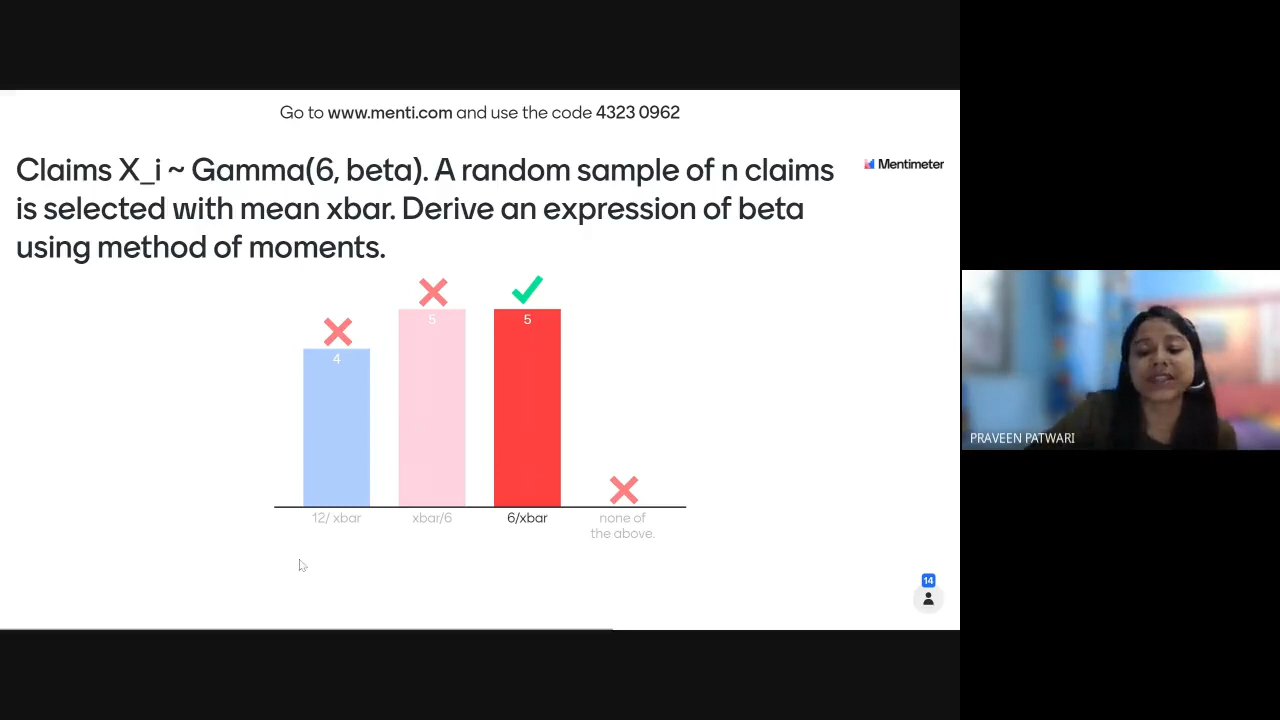 Go to www.menti.com and use the code 4323 0962
Claims X_i ~ Gamma(6, beta). A random sample of n claims
is selected with mean xbar. Derive an expression of beta
using method of moments.
Mentimeter
4
5
5
12/ xbar
xbar/6
6/xbar
none of
the above.
14
PRAVEEN PATWARI